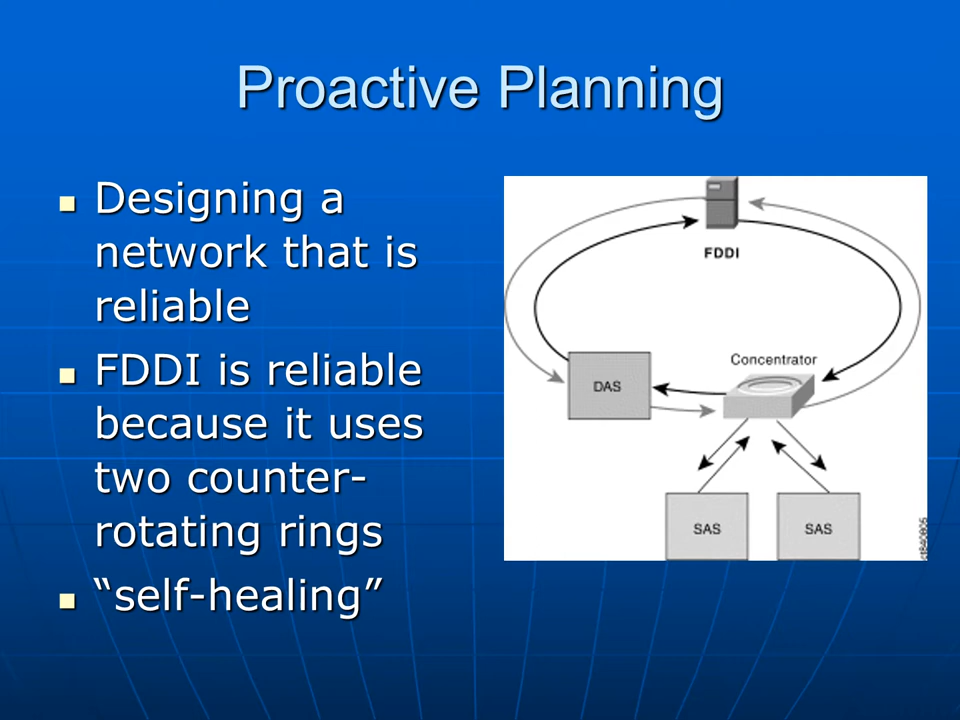 Proactive Planning
Designing a
network that is
reliable
FDDI is reliable
because it uses
two counter-
rotating rings
“self-healing”
FDDI
Concentrator
DAS
SAS SAS